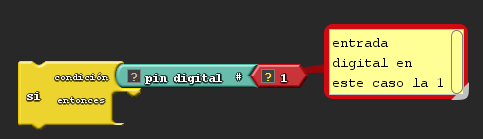 entrada
digital en
este caso la 1
condición ? pin digital # ? 1
si
entonces